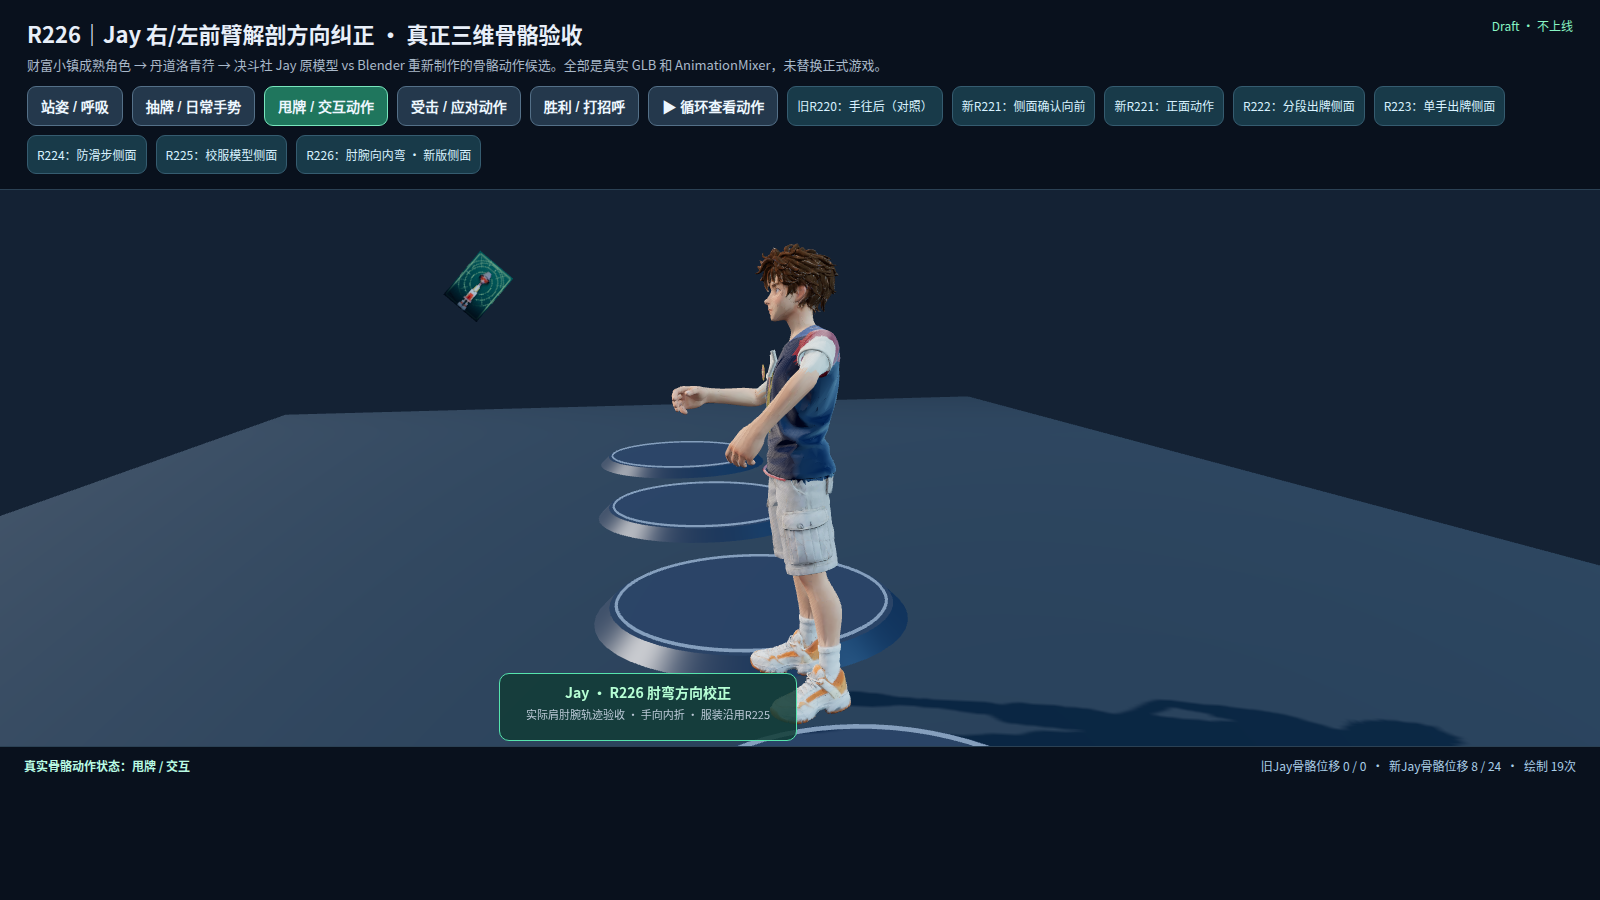 R226｜Jay 右/左前臂解剖方向纠正 · 真正三维骨骼验收
Draft · 不上线
财富小镇成熟角色 → 丹道洛青荇 → 决斗社 Jay 原模型 vs Blender 重新制作的骨骼动作候选。全部是真实 GLB 和 AnimationMixer，未替换正式游戏。
站姿 / 呼吸
抽牌 / 日常手势
甩牌 / 交互动作
受击 / 应对动作
胜利 / 打招呼
▶ 循环查看动作
旧R220：手往后（对照）
新R221：侧面确认向前
新R221：正面动作
R222：分段出牌侧面
R223：单手出牌侧面
R224：防滑步侧面
R225：校服模型侧面
R226：肘腕向内弯 · 新版侧面
Jay · R226 肘弯方向校正
实际肩肘腕轨迹验收 · 手向内折 · 服装沿用R225
真实骨骼动作状态：甩牌 / 交互
旧Jay骨骼位移 0 / 0 · 新Jay骨骼位移 8 / 24 · 绘制 19次